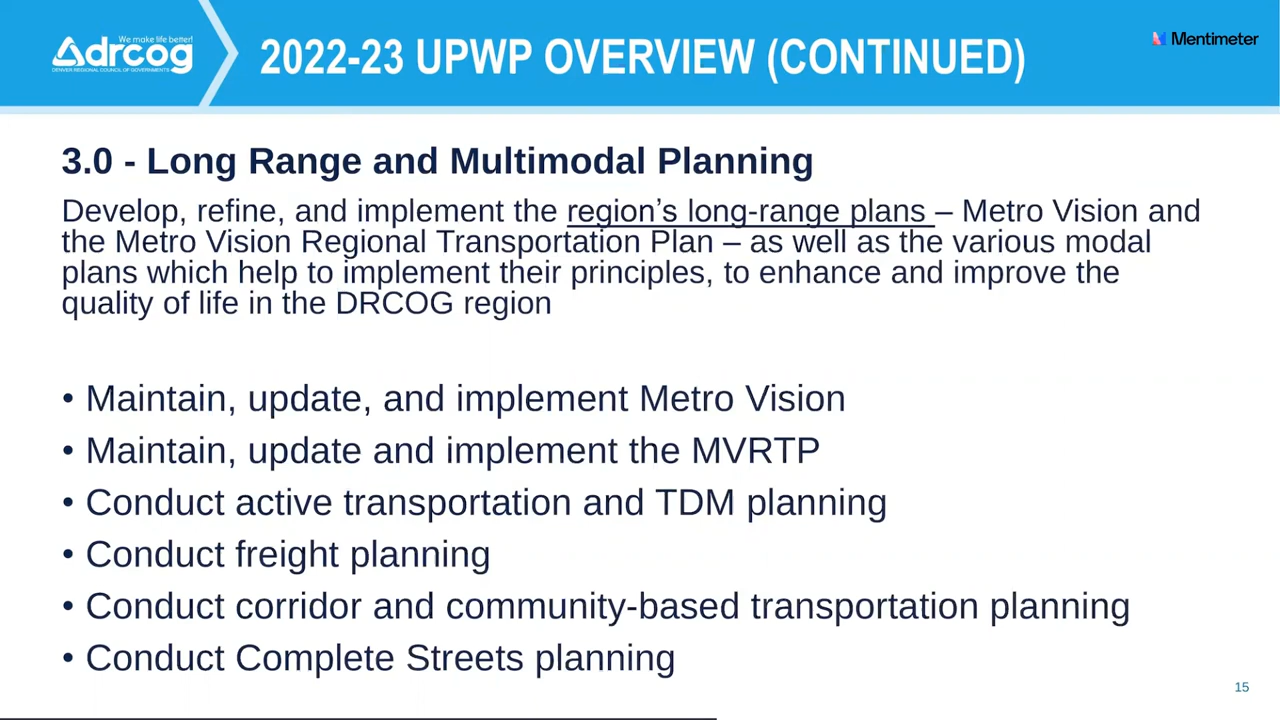 We make life better!
drcog
DENVER REGIONAL COUNCIL OF GOVERNMENTS
2022-23 UPWP OVERVIEW (CONTINUED)
Mentimeter
3.0 - Long Range and Multimodal Planning
Develop, refine, and implement the region’s long-range plans – Metro Vision and
the Metro Vision Regional Transportation Plan – as well as the various modal
plans which help to implement their principles, to enhance and improve the
quality of life in the DRCOG region
• Maintain, update, and implement Metro Vision
• Maintain, update and implement the MVRTP
• Conduct active transportation and TDM planning
• Conduct freight planning
• Conduct corridor and community-based transportation planning
• Conduct Complete Streets planning
15